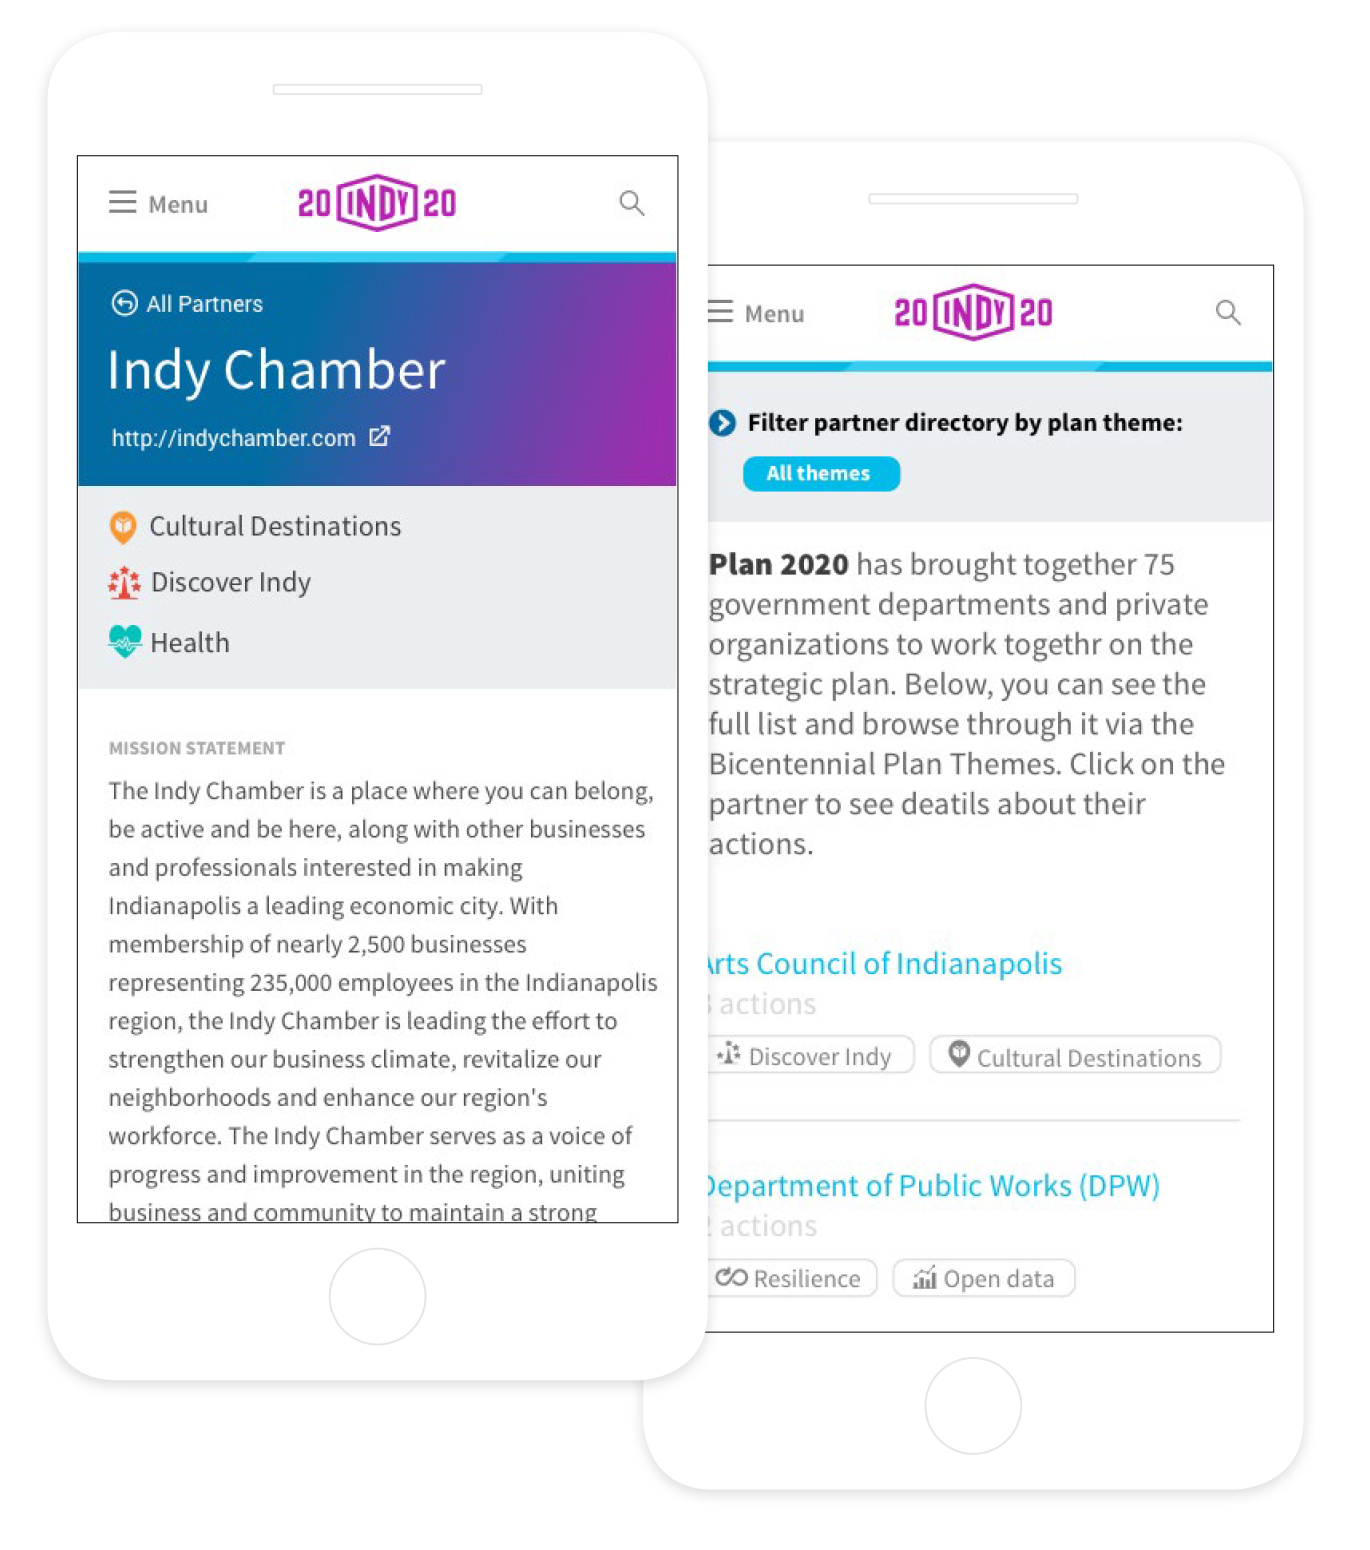 Menu
20 INDY 20
All Partners
Indy Chamber
http://indychamber.com
Cultural Destinations
Discover Indy
Health
MISSION STATEMENT
The Indy Chamber is a place where you can belong,
be active and be here, along with other businesses
and professionals interested in making
Indianapolis a leading economic city. With
membership of nearly 2,500 businesses
representing 235,000 employees in the Indianapolis
region, the Indy Chamber is leading the effort to
strengthen our business climate, revitalize our
neighborhoods and enhance our region's
workforce. The Indy Chamber serves as a voice of
progress and improvement in the region, uniting
business and community to maintain a strong
Menu
20 INDY 20
Filter partner directory by plan theme:
All themes
Plan 2020 has brought together 75
government departments and private
organizations to work togethr on the
strategic plan. Below, you can see the
full list and browse through it via the
Bicentennial Plan Themes. Click on the
partner to see deatils about their
actions.
Arts Council of Indianapolis
actions
Discover Indy
Cultural Destinations
Department of Public Works (DPW)
2 actions
Resilience
Open data